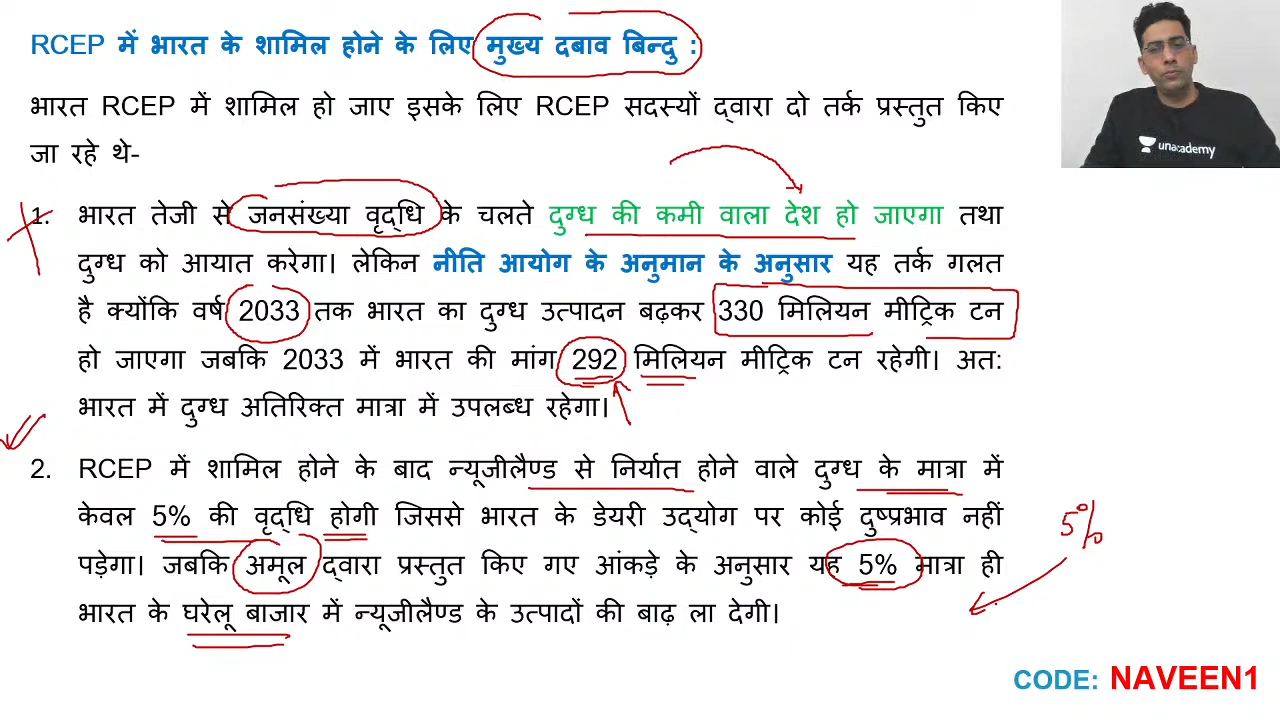 RCEP में भारत के शामिल होने के लिए मुख्य दबाव बिन्दु :
भारत RCEP में शामिल हो जाए इसके लिए RCEP सदस्यों द्वारा दो तर्क प्रस्तुत किए
जा रहे थे-
1. भारत तेजी से जनसंख्या वृद्धि के चलते दुग्ध की कमी वाला देश हो जाएगा तथा
दुग्ध को आयात करेगा। लेकिन नीति आयोग के अनुमान के अनुसार यह तर्क गलत
है क्योंकि वर्ष 2033 तक भारत का दुग्ध उत्पादन बढ़कर 330 मिलियन मीट्रिक टन
हो जाएगा जबकि 2033 में भारत की मांग 292 मिलियन मीट्रिक टन रहेगी। अत:
भारत में दुग्ध अतिरिक्त मात्रा में उपलब्ध रहेगा।
2. RCEP में शामिल होने के बाद न्यूजीलैण्ड से निर्यात होने वाले दुग्ध के मात्रा में
केवल 5% की वृद्धि होगी जिससे भारत के डेयरी उद्योग पर कोई दुष्प्रभाव नहीं
पड़ेगा। जबकि अमूल द्वारा प्रस्तुत किए गए आंकड़े के अनुसार यह 5% मात्रा ही
भारत के घरेलू बाजार में न्यूजीलैण्ड के उत्पादों की बाढ़ ला देगी।
5%
unacademy
CODE: NAVEEN1